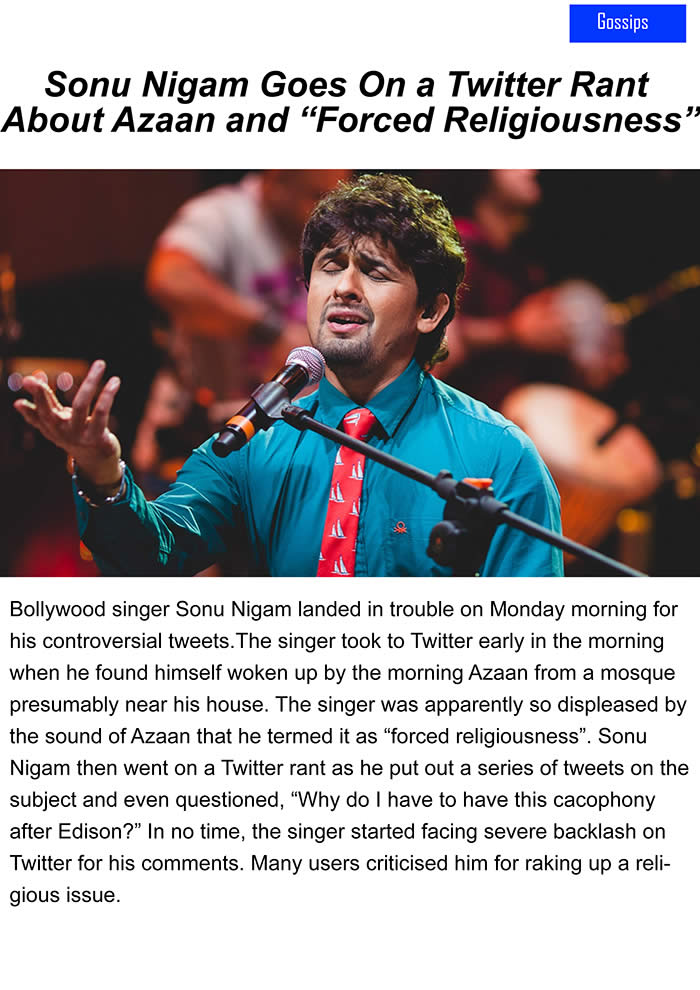 Gossips
Sonu Nigam Goes On a Twitter Rant
About Azaan and “Forced Religiousness”
Bollywood singer Sonu Nigam landed in trouble on Monday morning for
his controversial tweets.The singer took to Twitter early in the morning
when he found himself woken up by the morning Azaan from a mosque
presumably near his house. The singer was apparently so displeased by
the sound of Azaan that he termed it as “forced religiousness”. Sonu
Nigam then went on a Twitter rant as he put out a series of tweets on the
subject and even questioned, “Why do I have to have this cacophony
after Edison?” In no time, the singer started facing severe backlash on
Twitter for his comments. Many users criticised him for raking up a reli-
gious issue.